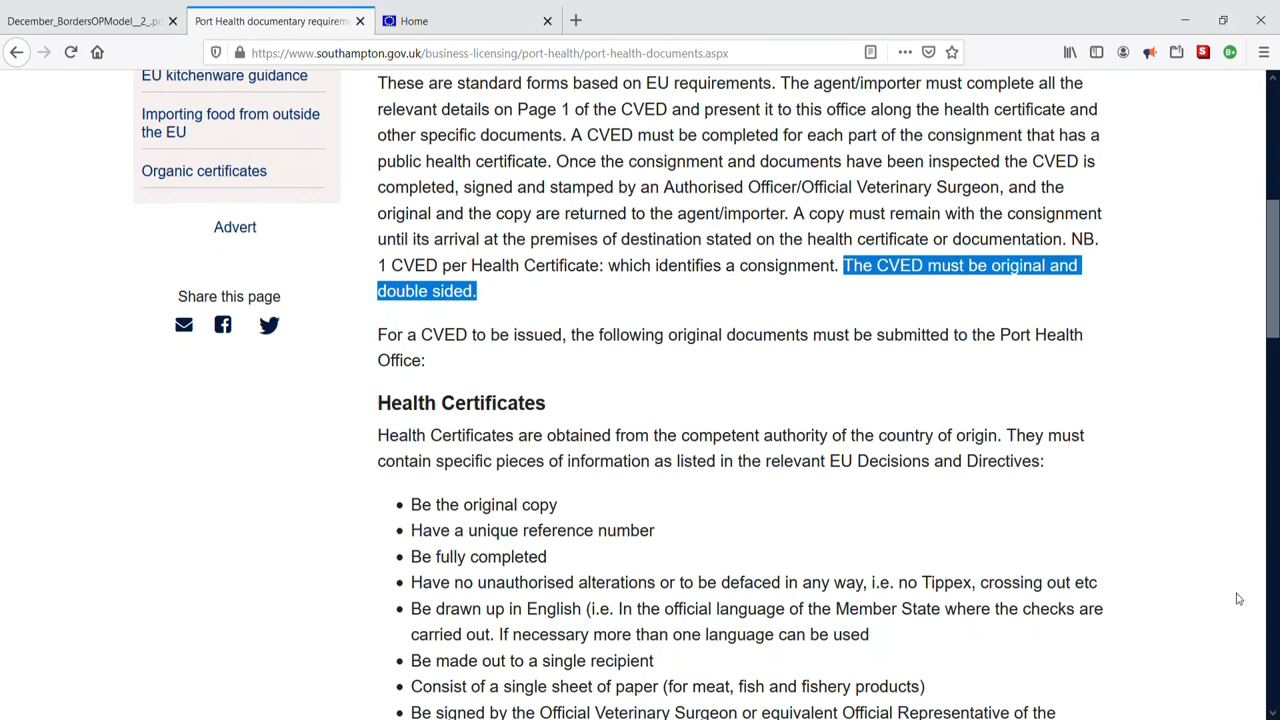 December_BordersOPModel__2_.pd
Port Health documentary requireme
Home
https://www.southampton.gov.uk/business-licensing/port-health/port-health-documents.aspx
S
B+
EU kitchenware guidance
Importing food from outside
the EU
Organic certificates
Advert
Share this page
These are standard forms based on EU requirements. The agent/importer must complete all the
relevant details on Page 1 of the CVED and present it to this office along the health certificate and
other specific documents. A CVED must be completed for each part of the consignment that has a
public health certificate. Once the consignment and documents have been inspected the CVED is
completed, signed and stamped by an Authorised Officer/Official Veterinary Surgeon, and the
original and the copy are returned to the agent/importer. A copy must remain with the consignment
until its arrival at the premises of destination stated on the health certificate or documentation. NB.
1 CVED per Health Certificate: which identifies a consignment. The CVED must be original and
double sided.
For a CVED to be issued, the following original documents must be submitted to the Port Health
Office:
Health Certificates
Health Certificates are obtained from the competent authority of the country of origin. They must
contain specific pieces of information as listed in the relevant EU Decisions and Directives:
• Be the original copy
• Have a unique reference number
• Be fully completed
• Have no unauthorised alterations or to be defaced in any way, i.e. no Tippex, crossing out etc
• Be drawn up in English (i.e. In the official language of the Member State where the checks are
carried out. If necessary more than one language can be used
• Be made out to a single recipient
• Consist of a single sheet of paper (for meat, fish and fishery products)
• Be signed by the Official Veterinary Surgeon or equivalent Official Representative of the